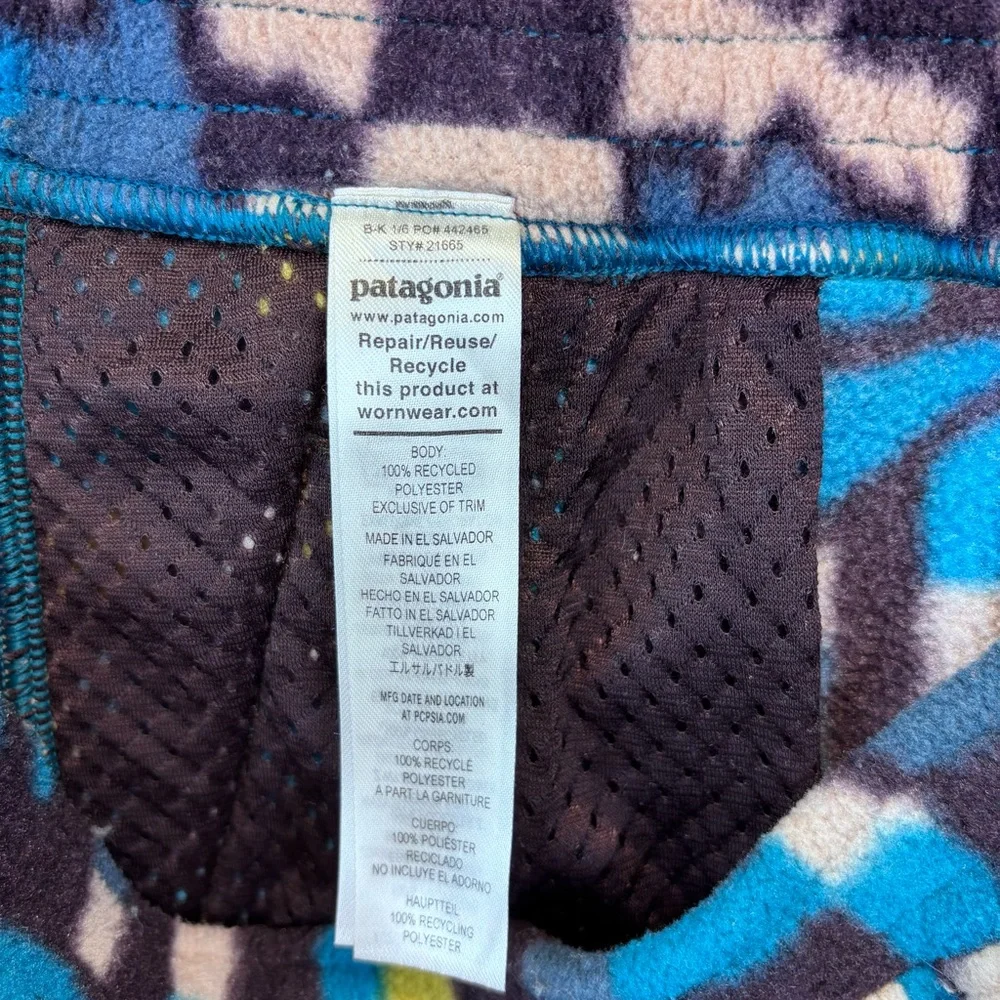 B-K 1/6 PO# 442465
STY# 21665
patagonia®
www.patagonia.com
Repair/Reuse/
Recycle
this product at
wornwear.com
BODY:
100% RECYCLED
POLYESTER
EXCLUSIVE OF TRIM
MADE IN EL SALVADOR
FABRIQUÉ EN EL
SALVADOR
HECHO EN EL SALVADOR
FATTO IN EL SALVADOR
TILLVERKAD I EL
SALVADOR
エルサルバドル製
MFG DATE AND LOCATION
AT PCPSIA.COM
CORPS:
100% RECYCLÉ
POLYESTER
À PART LA GARNITURE
CUERPO:
100% POLIÉSTER
RECICLADO
NO INCLUYE EL ADORNO
HAUPTTEIL:
100% RECYCLING
POLYESTER